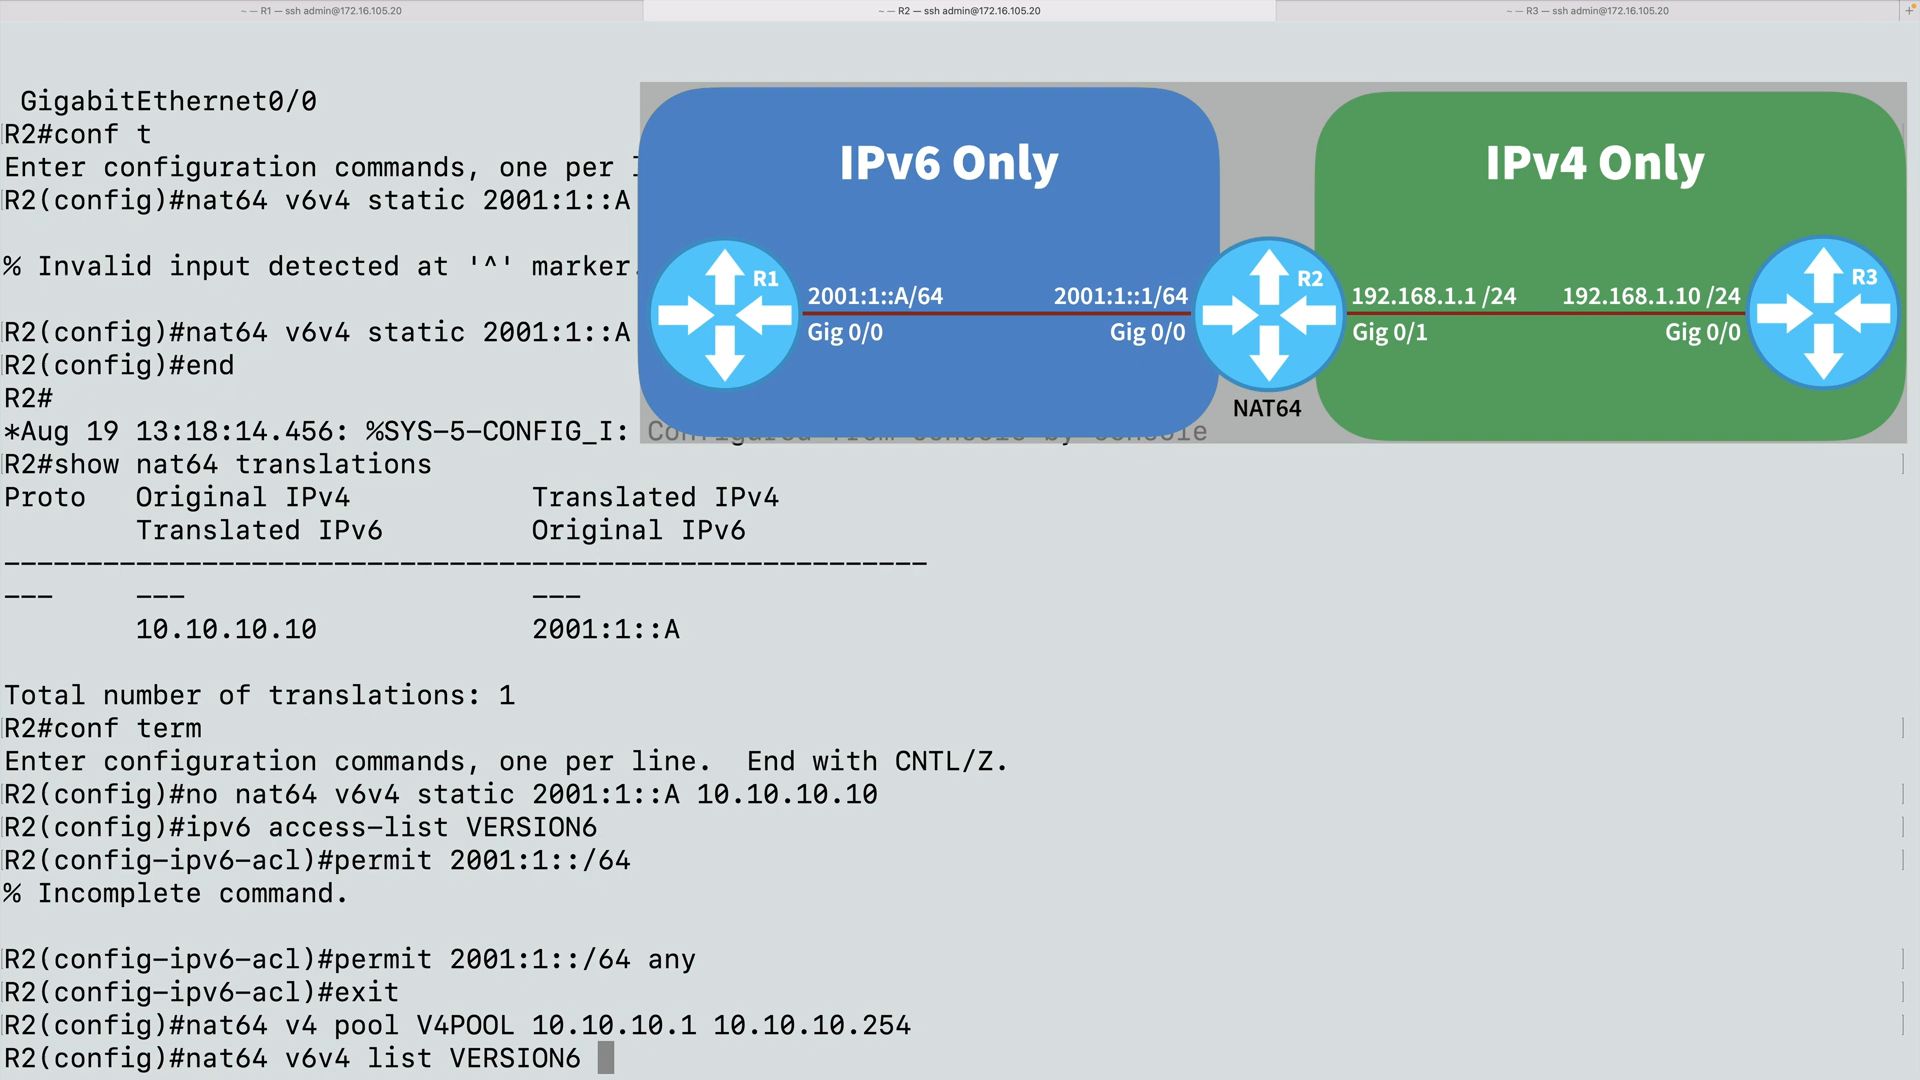 ~ — R1 — ssh admin@172.16.105.20
~ — R2 — ssh admin@172.16.105.20
~ — R3 — ssh admin@172.16.105.20
+
GigabitEthernet0/0
R2#conf t
Enter configuration commands, one per
R2(config)#nat64 v6v4 static 2001:1::A
% Invalid input detected at '^' marker.
R2(config)#nat64 v6v4 static 2001:1::A
R2(config)#end
R2#
*Aug 19 13:18:14.456: %SYS-5-CONFIG_I: Configured from console by console
IPv6 Only
IPv4 Only
R1
R2
R3
2001:1::A/64
2001:1::1/64
192.168.1.1 /24
192.168.1.10 /24
Gig 0/0
Gig 0/0
Gig 0/1
Gig 0/0
NAT64
R2#show nat64 translations
Proto Original IPv4 Translated IPv4
Translated IPv6 Original IPv6
--------------------------------------------------------
--- --- ---
10.10.10.10 2001:1::A
Total number of translations: 1
R2#conf term
Enter configuration commands, one per line. End with CNTL/Z.
R2(config)#no nat64 v6v4 static 2001:1::A 10.10.10.10
R2(config)#ipv6 access-list VERSION6
R2(config-ipv6-acl)#permit 2001:1::/64
% Incomplete command.
R2(config-ipv6-acl)#permit 2001:1::/64 any
R2(config-ipv6-acl)#exit
R2(config)#nat64 v4 pool V4POOL 10.10.10.1 10.10.10.254
R2(config)#nat64 v6v4 list VERSION6